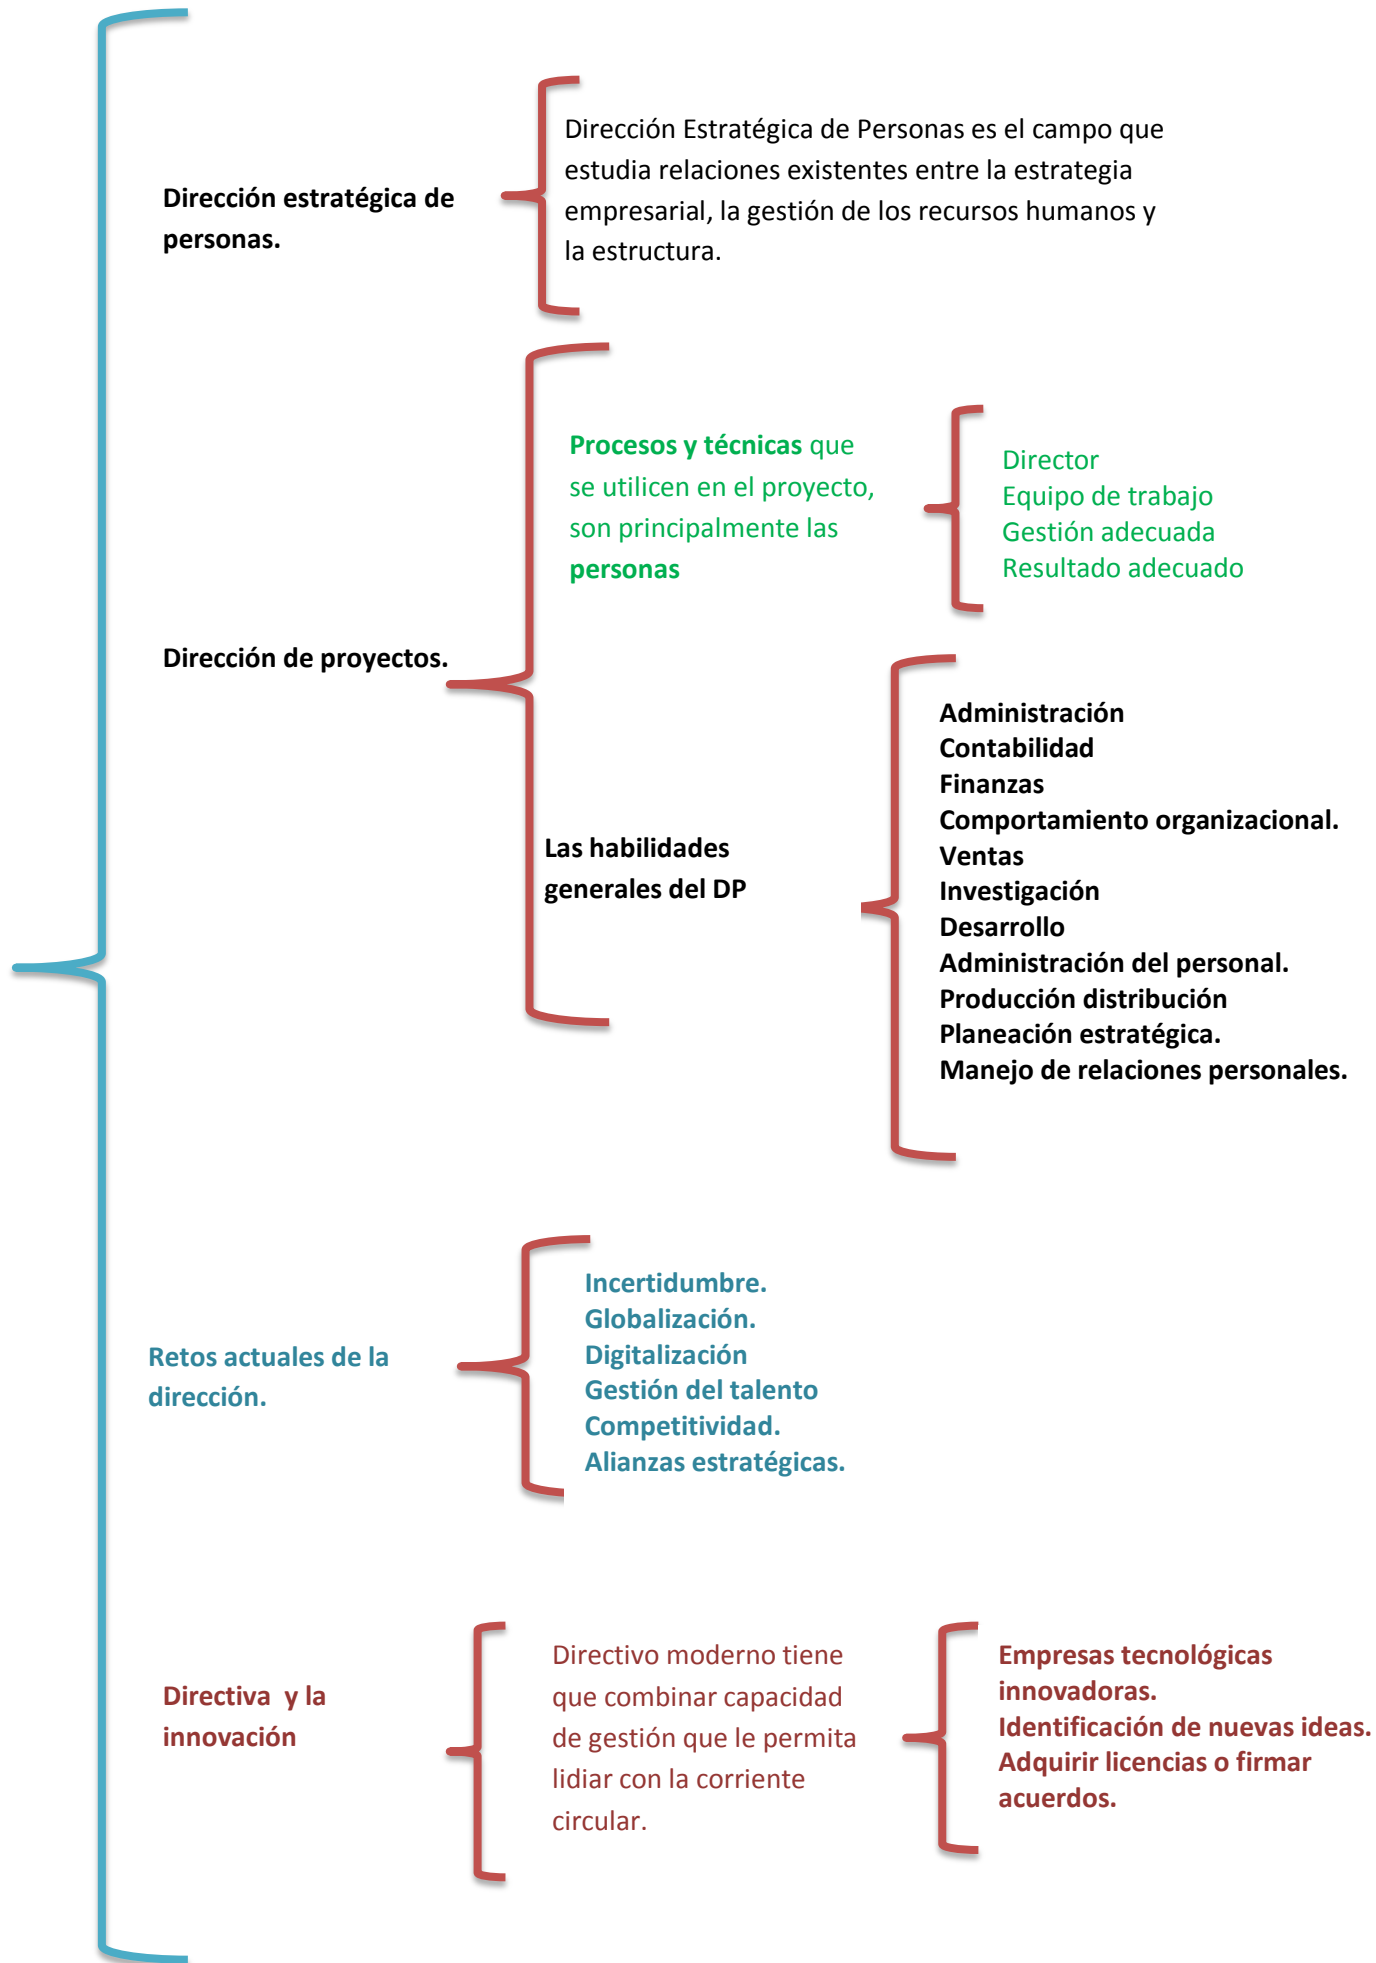 Dirección estratégica de
personas.
Dirección Estratégica de Personas es el campo que
estudia relaciones existentes entre la estrategia
empresarial, la gestión de los recursos humanos y
la estructura.
Dirección de proyectos.
Procesos y técnicas que
se utilicen en el proyecto,
son principalmente las
personas
Director
Equipo de trabajo
Gestión adecuada
Resultado adecuado
Las habilidades
generales del DP
Administración
Contabilidad
Finanzas
Comportamiento organizacional.
Ventas
Investigación
Desarrollo
Administración del personal.
Producción distribución
Planeación estratégica.
Manejo de relaciones personales.
Retos actuales de la
dirección.
Incertidumbre.
Globalización.
Digitalización
Gestión del talento
Competitividad.
Alianzas estratégicas.
Directiva  y la
innovación
Directivo moderno tiene
que combinar capacidad
de gestión que le permita
lidiar con la corriente
circular.
Empresas tecnológicas
innovadoras.
Identificación de nuevas ideas.
Adquirir licencias o firmar
acuerdos.